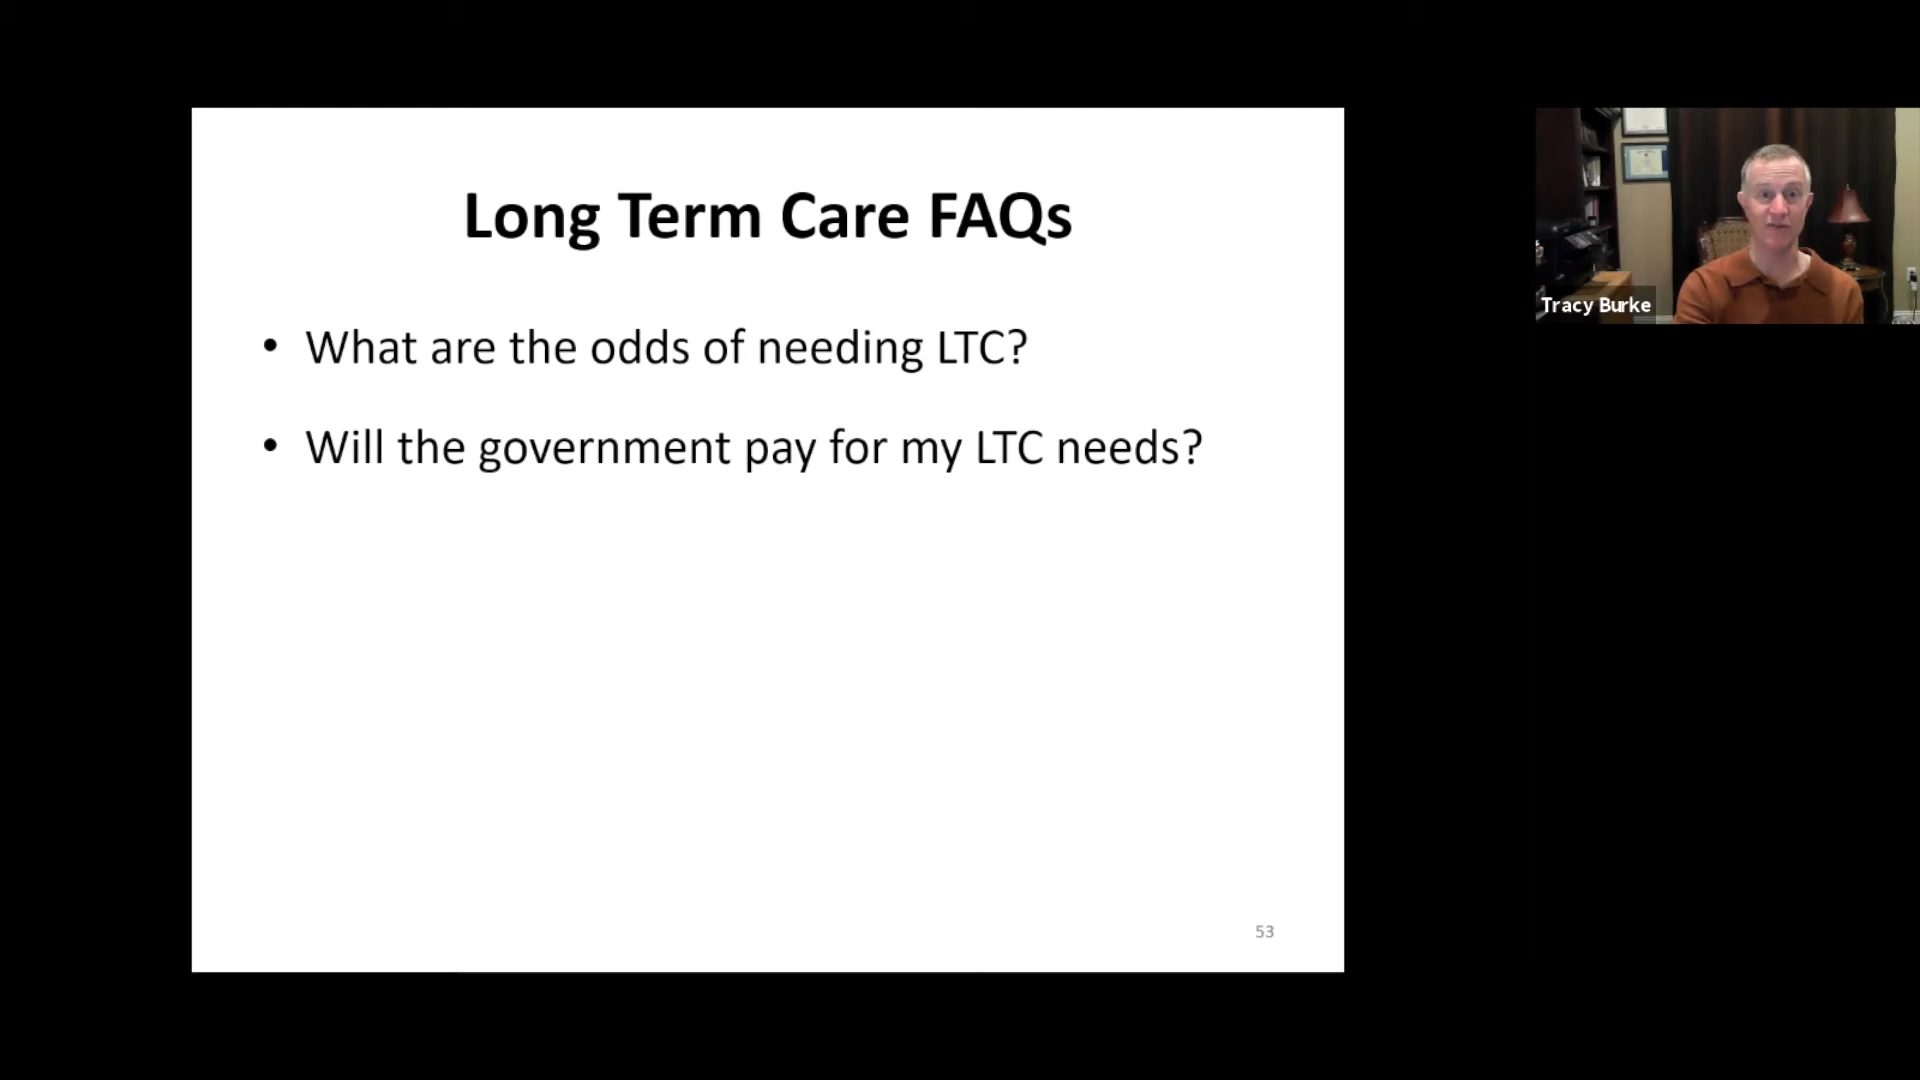 Long Term Care FAQs
• What are the odds of needing LTC?
• Will the government pay for my LTC needs?
53
Tracy Burke